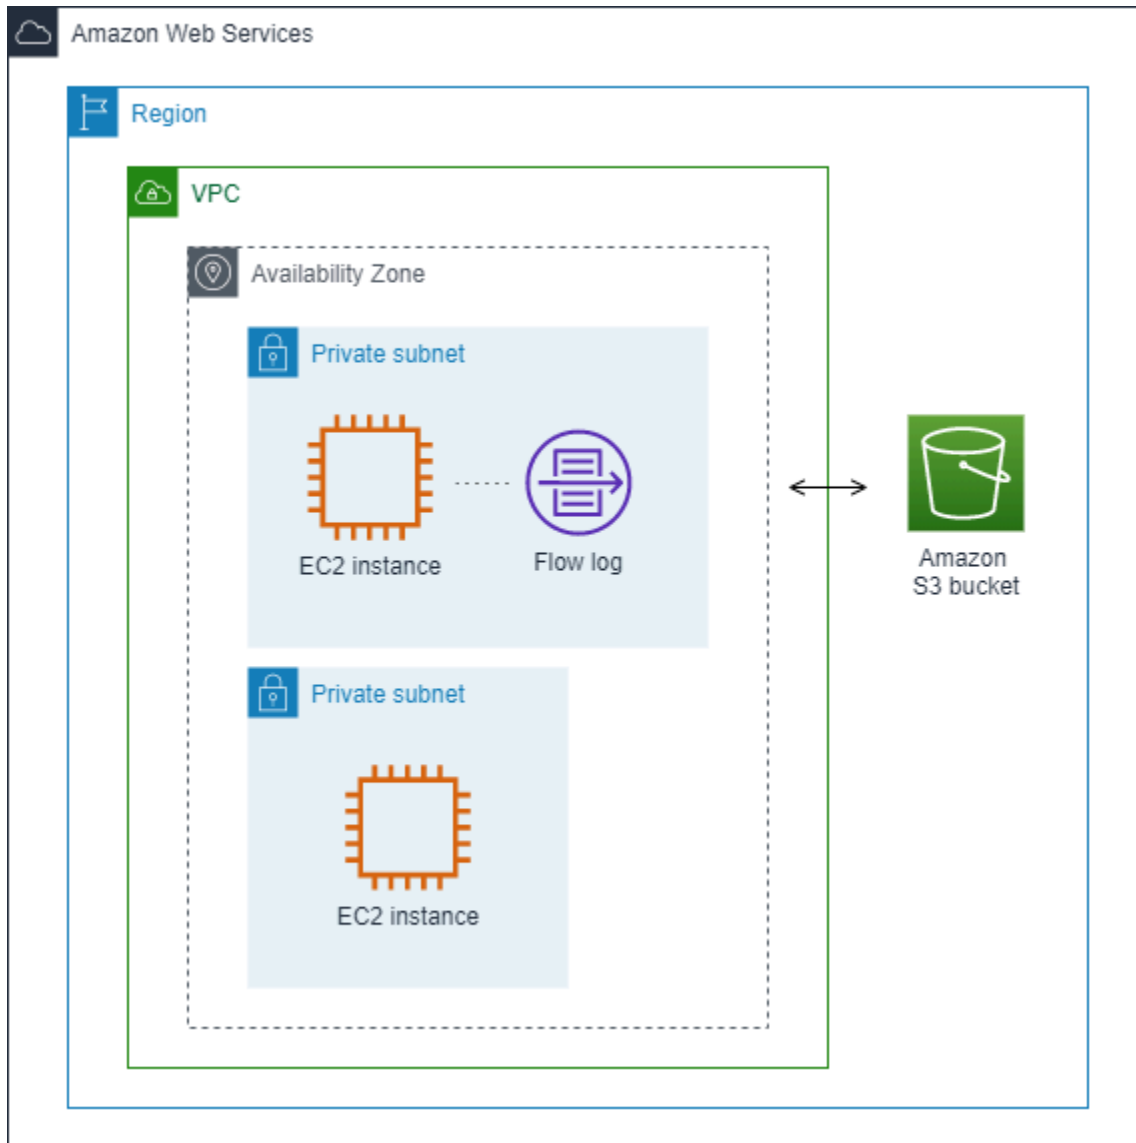 Amazon Web Services
Region
VPC
Availability Zone
Private subnet
EC2 instance
Flow log
Amazon
S3 bucket
Private subnet
EC2 instance